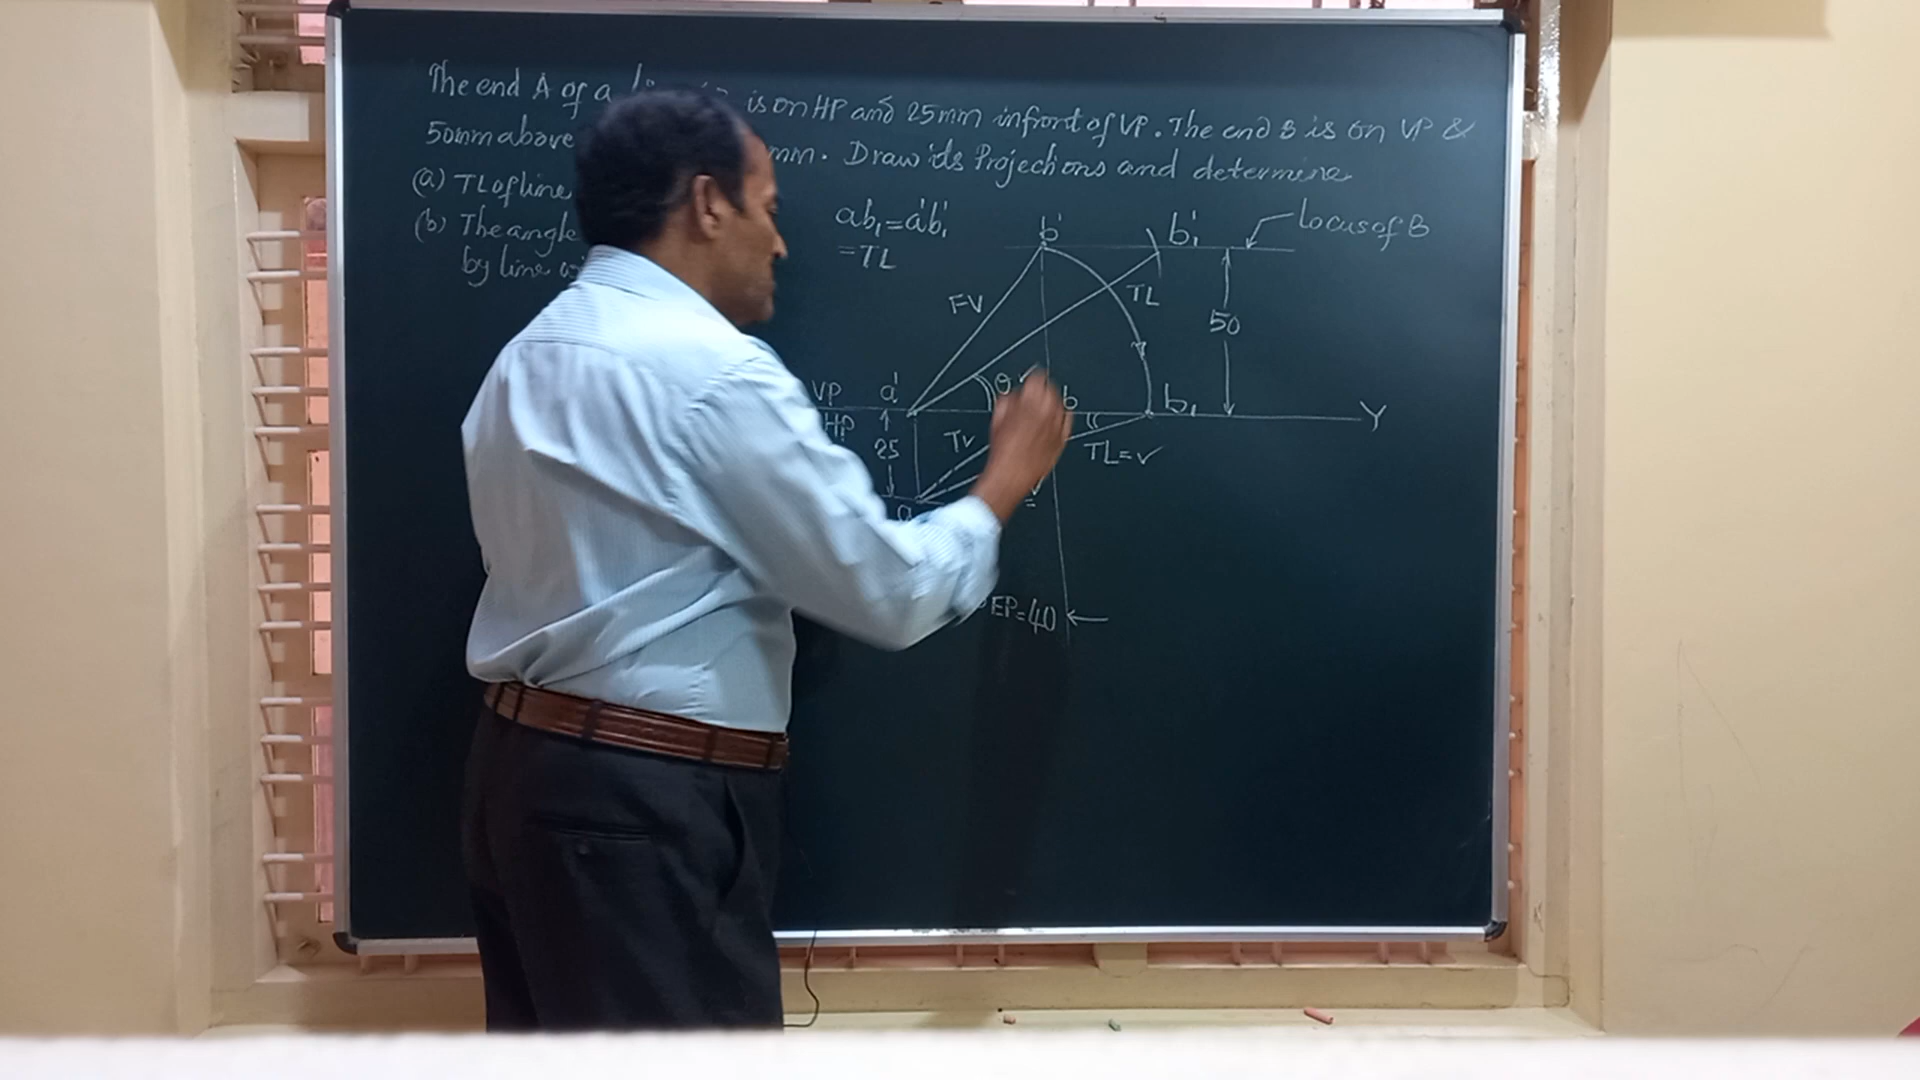 The end A of a is on HP and 25mm infront of VP. The end B is on VP &
50mm above mm. Draw its Projections and determine
(a) TL of line
(b) The angle
by line
ab₁=a'b'₁
=TL
b'
b'₁
Locus of B
FV
TL
50
VP
a'
θ
b
b₁
Y
HP
25
TV
TL=✓
a
=
EP=40